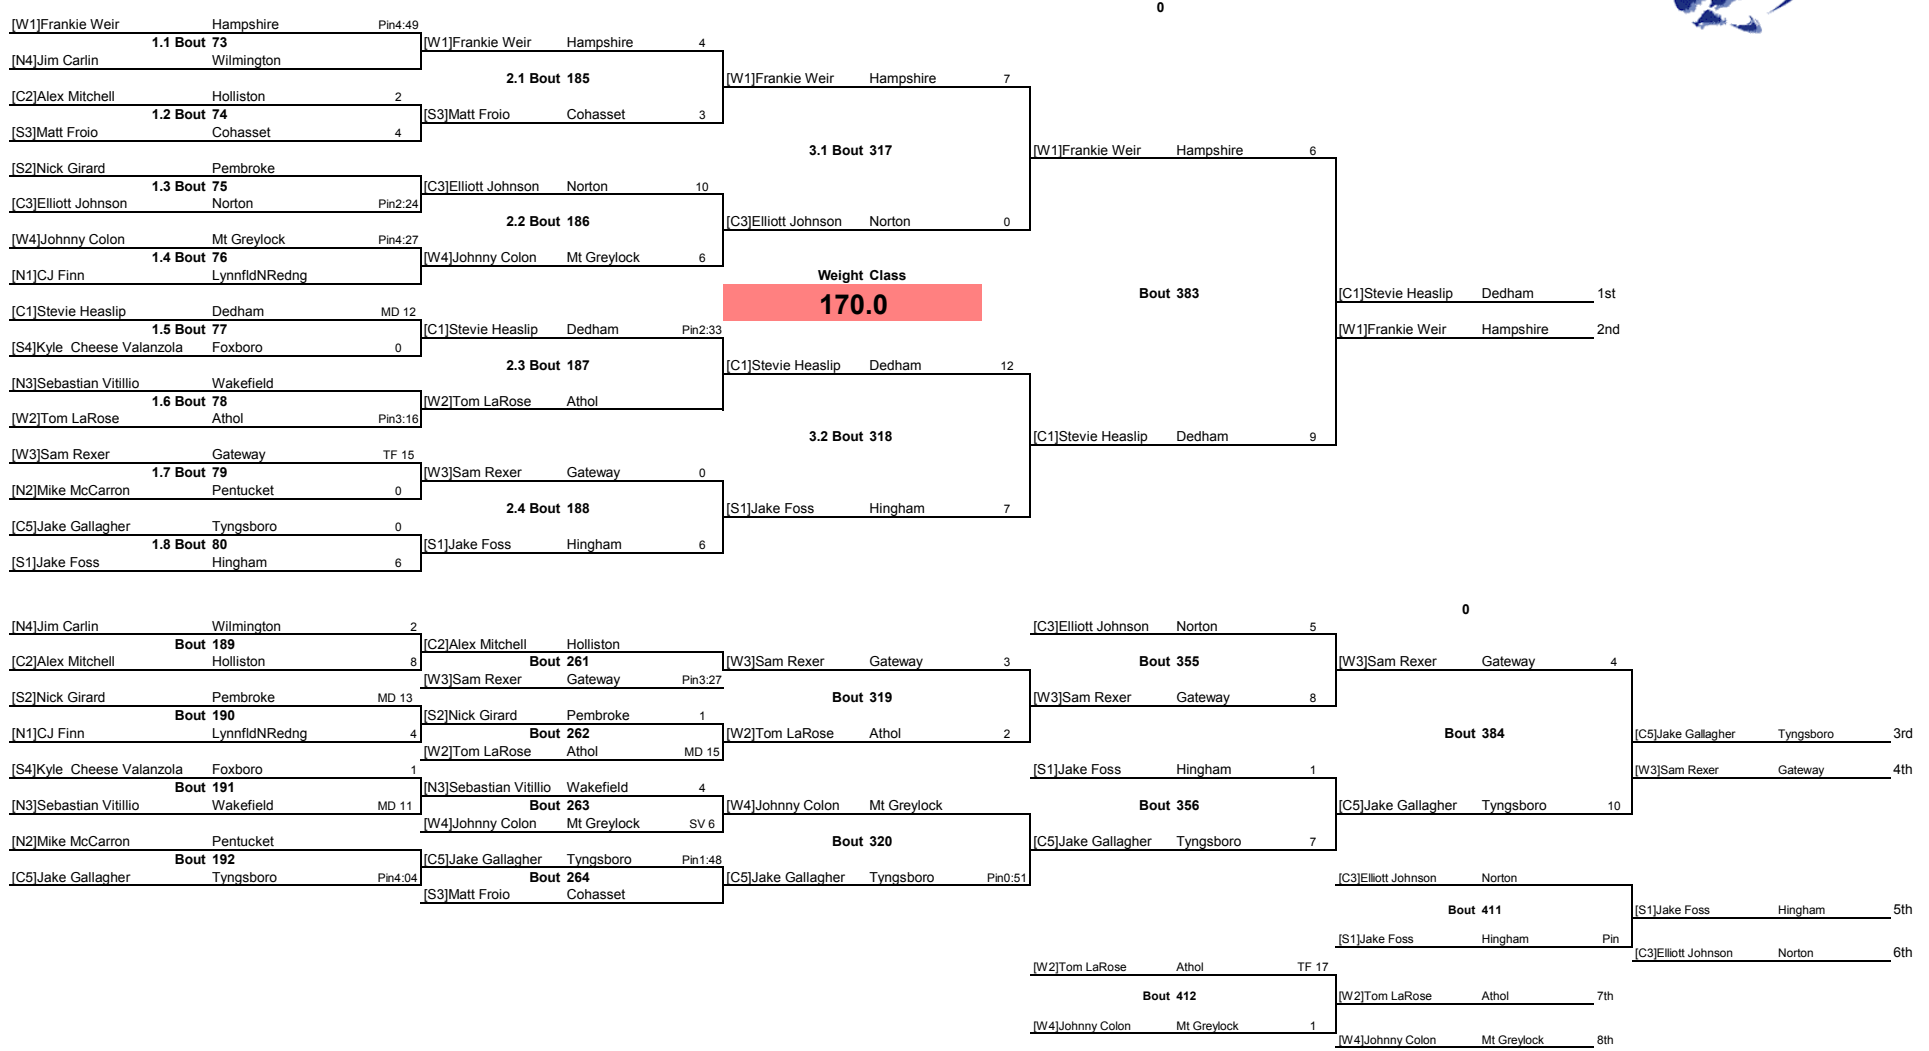 0
[W1]Frankie Weir Hampshire Pin4:49
1.1 Bout 73
[W1]Frankie Weir Hampshire 4
[N4]Jim Carlin Wilmington
2.1 Bout 185
[W1]Frankie Weir Hampshire 7
[C2]Alex Mitchell Holliston 2
1.2 Bout 74
[S3]Matt Froio Cohasset 3
[S3]Matt Froio Cohasset 4
3.1 Bout 317
[W1]Frankie Weir Hampshire 6
[S2]Nick Girard Pembroke
1.3 Bout 75
[C3]Elliott Johnson Norton 10
[C3]Elliott Johnson Norton Pin2:24
2.2 Bout 186
[C3]Elliott Johnson Norton 0
[W4]Johnny Colon Mt Greylock Pin4:27
1.4 Bout 76
[W4]Johnny Colon Mt Greylock 6
[N1]CJ Finn LynnfldNRedng
Weight Class
170.0
Bout 383
[C1]Stevie Heaslip Dedham 1st
[C1]Stevie Heaslip Dedham MD 12
1.5 Bout 77
[C1]Stevie Heaslip Dedham Pin2:33
[W1]Frankie Weir Hampshire 2nd
[S4]Kyle Cheese Valanzola Foxboro 0
2.3 Bout 187
[C1]Stevie Heaslip Dedham 12
[N3]Sebastian Vitillio Wakefield
1.6 Bout 78
[W2]Tom LaRose Athol
[W2]Tom LaRose Athol Pin3:16
3.2 Bout 318
[C1]Stevie Heaslip Dedham 9
[W3]Sam Rexer Gateway TF 15
1.7 Bout 79
[W3]Sam Rexer Gateway 0
[N2]Mike McCarron Pentucket 0
2.4 Bout 188
[S1]Jake Foss Hingham 7
[C5]Jake Gallagher Tyngsboro 0
1.8 Bout 80
[S1]Jake Foss Hingham 6
[S1]Jake Foss Hingham 6
0
[N4]Jim Carlin Wilmington 2
[C3]Elliott Johnson Norton 5
Bout 189
[C2]Alex Mitchell Holliston
[C2]Alex Mitchell Holliston 8
Bout 261
[W3]Sam Rexer Gateway 3
Bout 355
[W3]Sam Rexer Gateway 4
[W3]Sam Rexer Gateway Pin3:27
[S2]Nick Girard Pembroke MD 13
Bout 319
[W3]Sam Rexer Gateway 8
Bout 190
[S2]Nick Girard Pembroke 1
[N1]CJ Finn LynnfldNRedng 4
Bout 262
[W2]Tom LaRose Athol 2
Bout 384
[C5]Jake Gallagher Tyngsboro 3rd
[W2]Tom LaRose Athol MD 15
[S4]Kyle Cheese Valanzola Foxboro 1
[S1]Jake Foss Hingham 1
[W3]Sam Rexer Gateway 4th
Bout 191
[N3]Sebastian Vitillio Wakefield 4
[N3]Sebastian Vitillio Wakefield MD 11
Bout 263
[W4]Johnny Colon Mt Greylock
Bout 356
[C5]Jake Gallagher Tyngsboro 10
[W4]Johnny Colon Mt Greylock SV 6
[N2]Mike McCarron Pentucket
Bout 320
[C5]Jake Gallagher Tyngsboro 7
Bout 192
[C5]Jake Gallagher Tyngsboro Pin1:48
[C5]Jake Gallagher Tyngsboro Pin4:04
Bout 264
[C5]Jake Gallagher Tyngsboro Pin0:51
[C3]Elliott Johnson Norton
[S3]Matt Froio Cohasset
Bout 411
[S1]Jake Foss Hingham 5th
[S1]Jake Foss Hingham Pin
[C3]Elliott Johnson Norton 6th
[W2]Tom LaRose Athol TF 17
Bout 412
[W2]Tom LaRose Athol 7th
[W4]Johnny Colon Mt Greylock 1
[W4]Johnny Colon Mt Greylock 8th